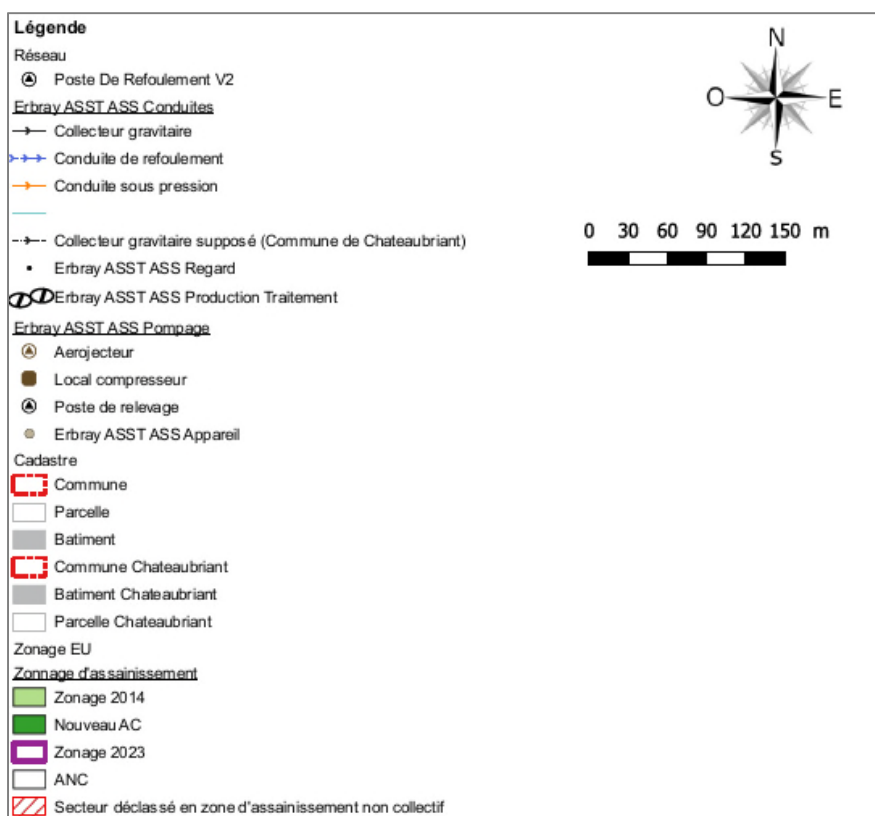 Légende
Réseau
Poste De Refoulement V2
Erbray ASST ASS Conduites
Collecteur gravitaire
Conduite de refoulement
Conduite sous pression
Collecteur gravitaire supposé (Commune de Chateaubriant)
Erbray ASST ASS Regard
Erbray ASST ASS Production Traitement
Erbray ASST ASS Pompage
Aerojecteur
Local compresseur
Poste de relevage
Erbray ASST ASS Appareil
Cadastre
Commune
Parcelle
Batiment
Commune Chateaubriant
Batiment Chateaubriant
Parcelle Chateaubriant
Zonage EU
Zonnage d'assainissement
Zonage 2014
Nouveau AC
Zonage 2023
ANC
Secteur déclassé en zone d'assainissement non collectif
N
O E
S
0 30 60 90 120 150 m